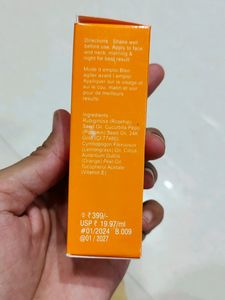 Directions : Shake well
before use. Apply to face
and neck, morning &
night for best result
Mode d emploi Bien
agiter avant l emploi
Appliquer sur le visage et
sur le cou, matin et soir
pour de meilleurs
resultats
Ingredients :
Rubiginosa (Rosehip)
Seed Oil, Cucurbita Pepo
(Pumpkin) Seed Oil, 24K
Gold (CI 77480),
Cymbopogon Flexuosus
(Lemongrass) Oil, Citrus
Aurantium Dulcis
(Orange) Peel Oil,
Tocopherol Acetate
(Vitamin E)
₹ 399/-
USP ₹ 19.97/ml
#01/2024 B.009
@01 / 2027